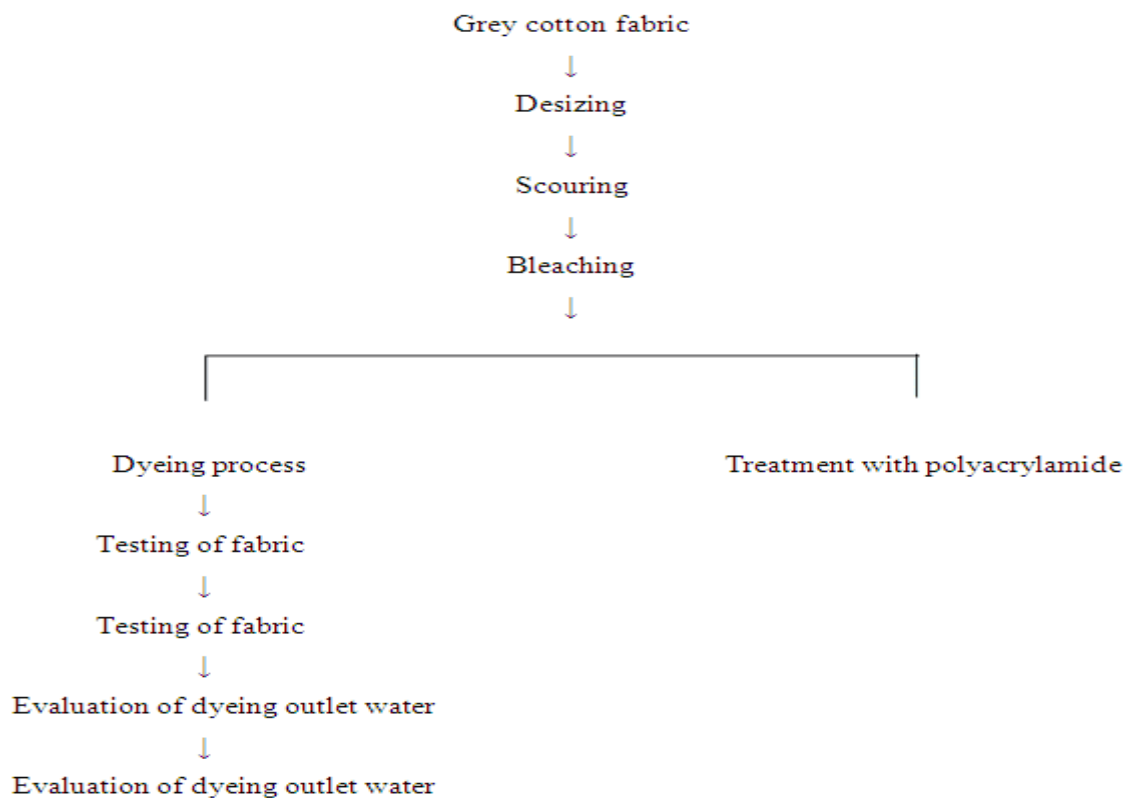 Grey cotton fabric
↓
Desizing
↓
Scouring
↓
Bleaching
↓
Dyeing process
Treatment with polyacrylamide
↓
Testing of fabric
↓
Testing of fabric
↓
Evaluation of dyeing outlet water
↓
Evaluation of dyeing outlet water